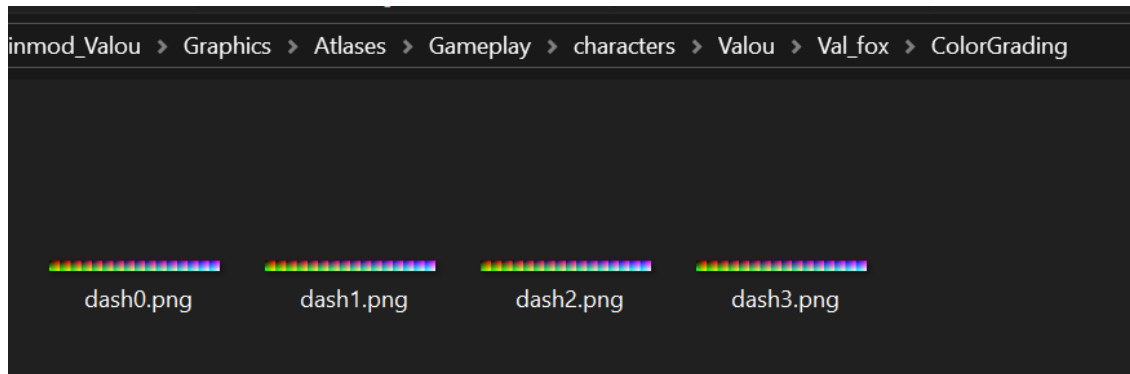 inmod_Valou > Graphics > Atlases > Gameplay > characters > Valou > Val_fox > ColorGrading
dash0.png dash1.png dash2.png dash3.png